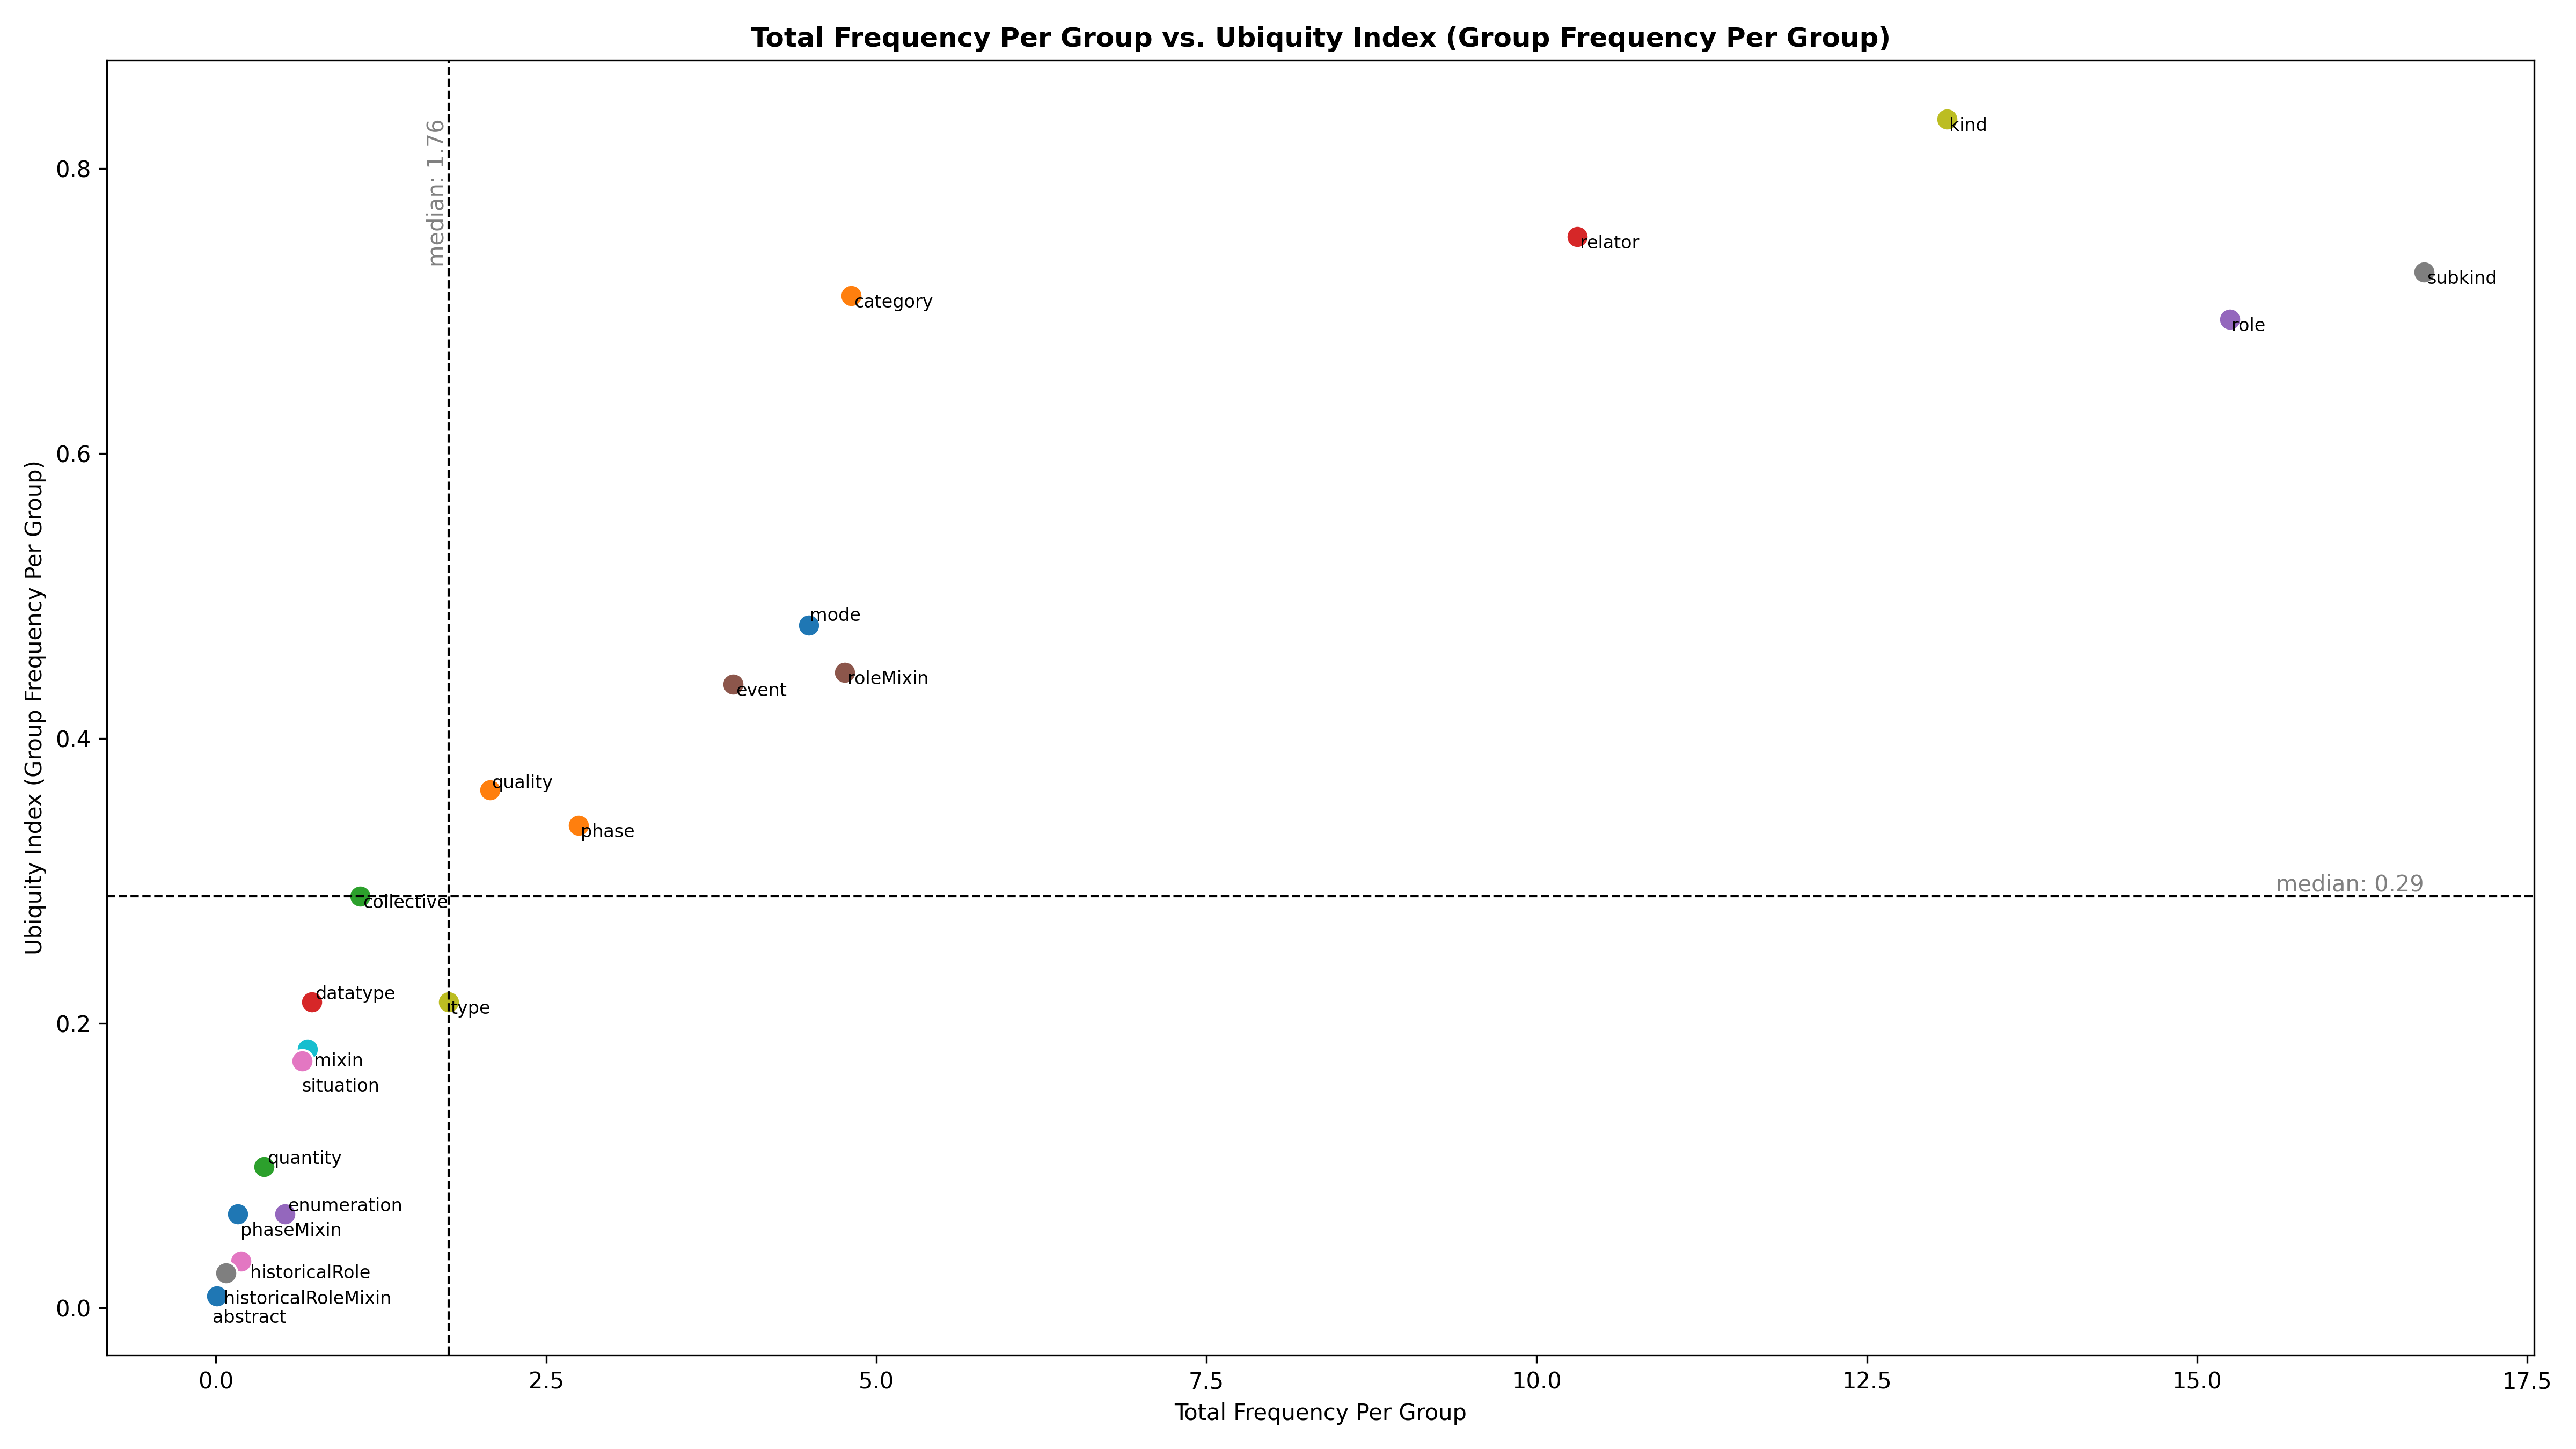 Total Frequency Per Group vs. Ubiquity Index (Group Frequency Per Group)
Ubiquity Index (Group Frequency Per Group)
0.8
0.6
0.4
0.2
0.0
median: 1.76
kind
relator
subkind
category
role
mode
roleMixin
event
quality
phase
median: 0.29
collective
datatype
type
mixin
situation
quantity
enumeration
phaseMixin
historicalRole
historicalRoleMixin
abstract
0.0 2.5 5.0 7.5 10.0 12.5 15.0 17.5
Total Frequency Per Group